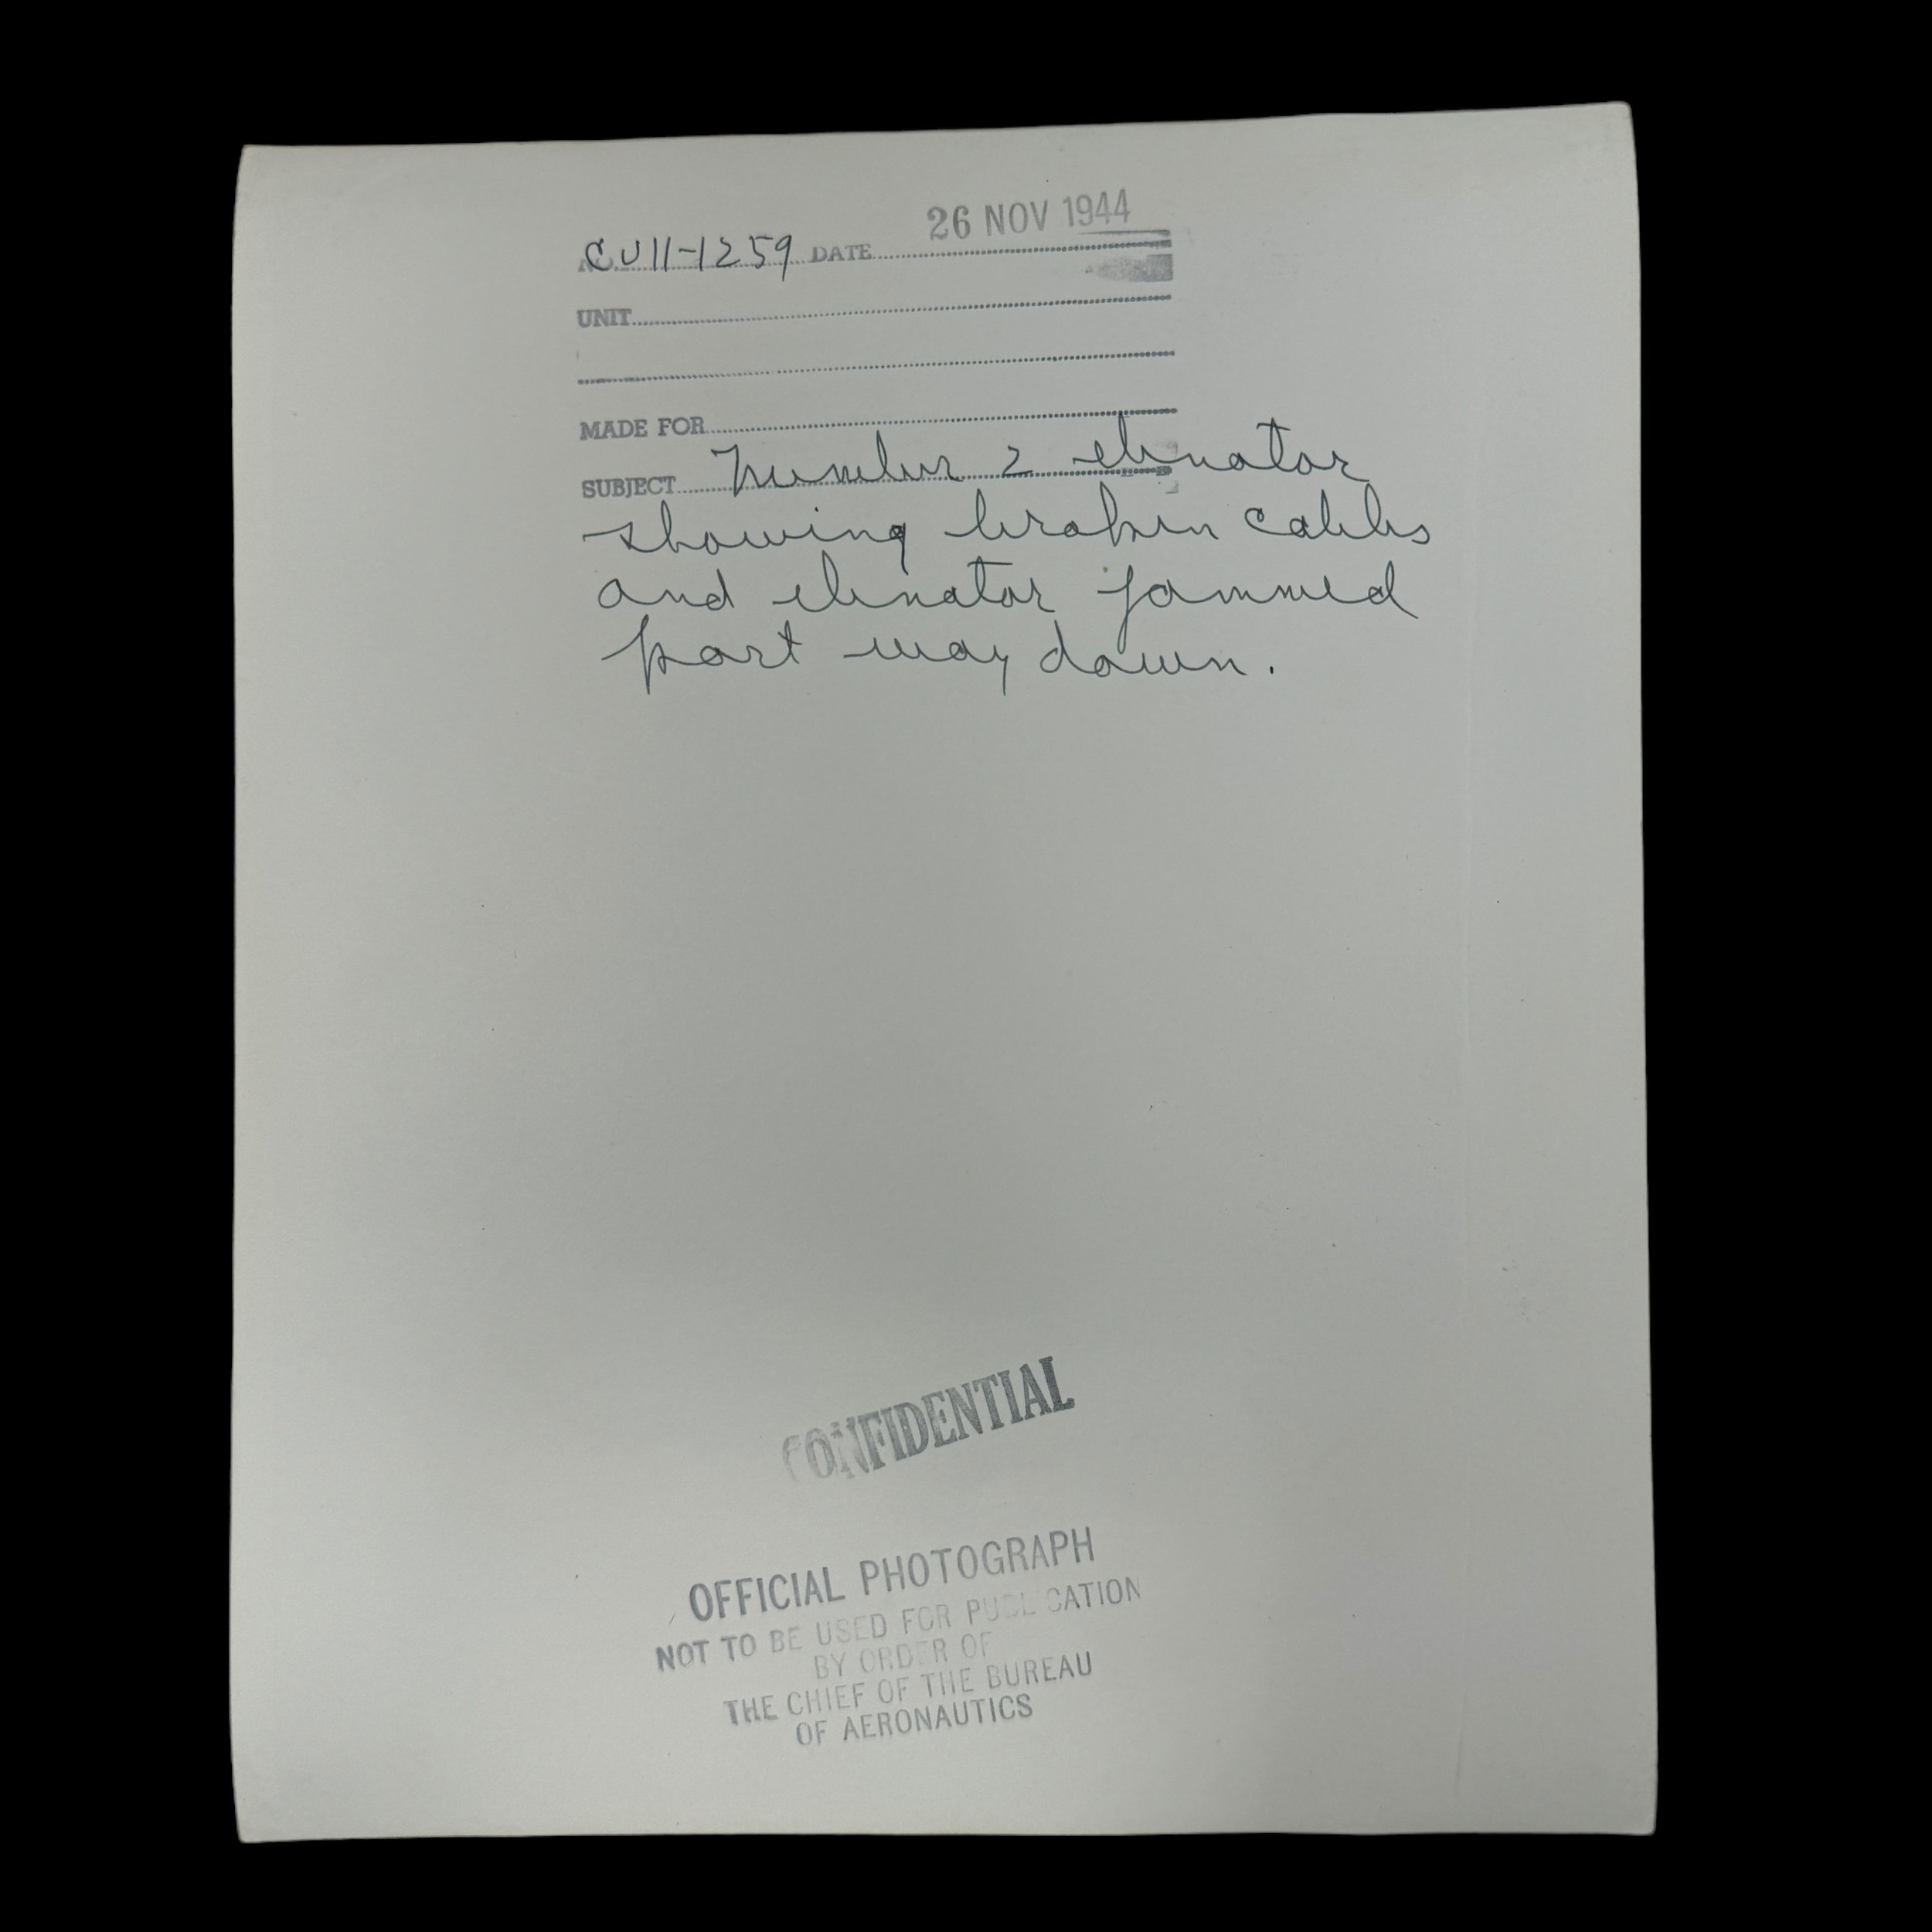 26 NOV 1944
NO. CV11-1259 DATE
UNIT
MADE FOR
SUBJECT Number 2 elevator
showing broken cables
and elevator jammed
part way down.
CONFIDENTIAL
OFFICIAL PHOTOGRAPH
NOT TO BE USED FOR PUBLICATION
BY ORDER OF
THE CHIEF OF THE BUREAU
OF AERONAUTICS